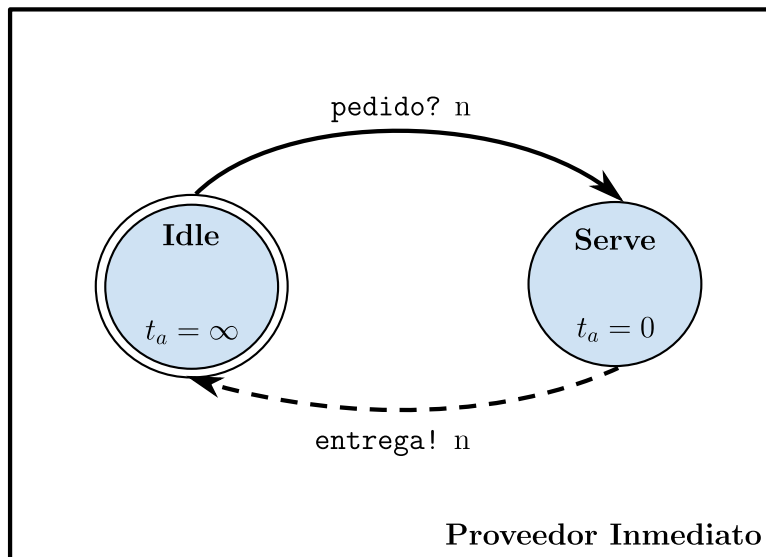 pedido? n
Idle
Serve
t_a = ∞
t_a = 0
entrega! n
Proveedor Inmediato